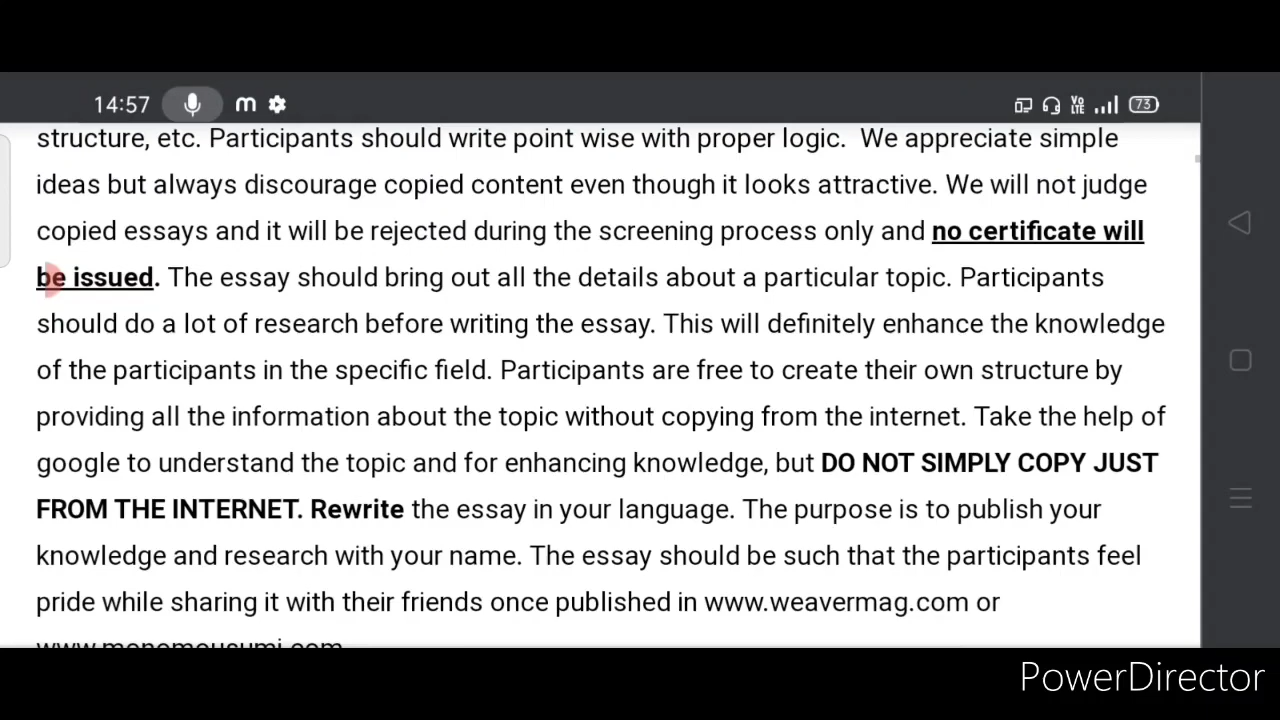 14:57 m Vo LTE 73
structure, etc. Participants should write point wise with proper logic.  We appreciate simple
ideas but always discourage copied content even though it looks attractive. We will not judge
copied essays and it will be rejected during the screening process only and no certificate will
be issued. The essay should bring out all the details about a particular topic. Participants
should do a lot of research before writing the essay. This will definitely enhance the knowledge
of the participants in the specific field. Participants are free to create their own structure by
providing all the information about the topic without copying from the internet. Take the help of
google to understand the topic and for enhancing knowledge, but DO NOT SIMPLY COPY JUST
FROM THE INTERNET. Rewrite the essay in your language. The purpose is to publish your
knowledge and research with your name. The essay should be such that the participants feel
pride while sharing it with their friends once published in www.weavermag.com or
www.monomousumi.com
PowerDirector